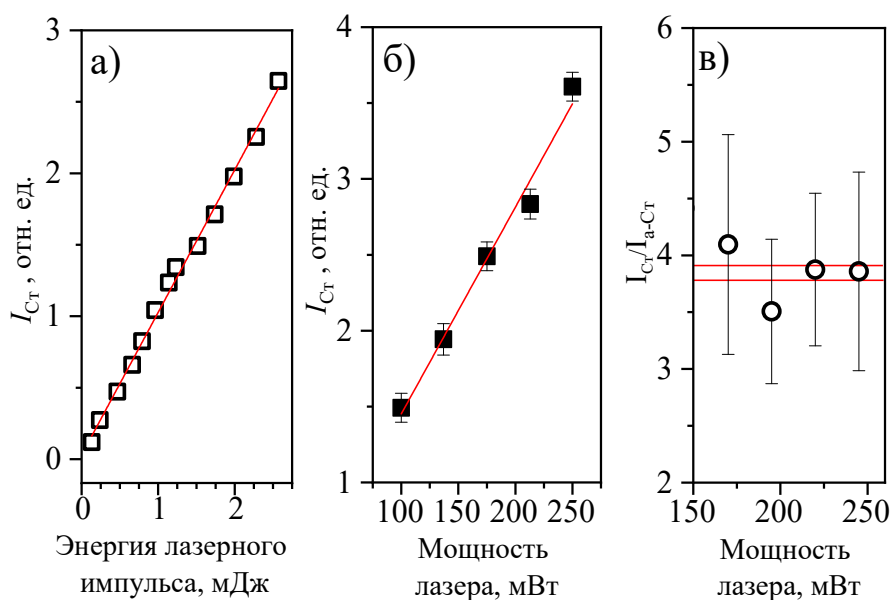 а)
I_Ст , отн. ед.
3
2
1
0
0
1
2
Энергия лазерного
импульса, мДж
б)
I_Ст , отн. ед.
4
3
2
1
100
150
200
250
Мощность
лазера, мВт
в)
I_Ст/I_а-Ст
6
5
4
3
2
150
200
250
Мощность
лазера, мВт